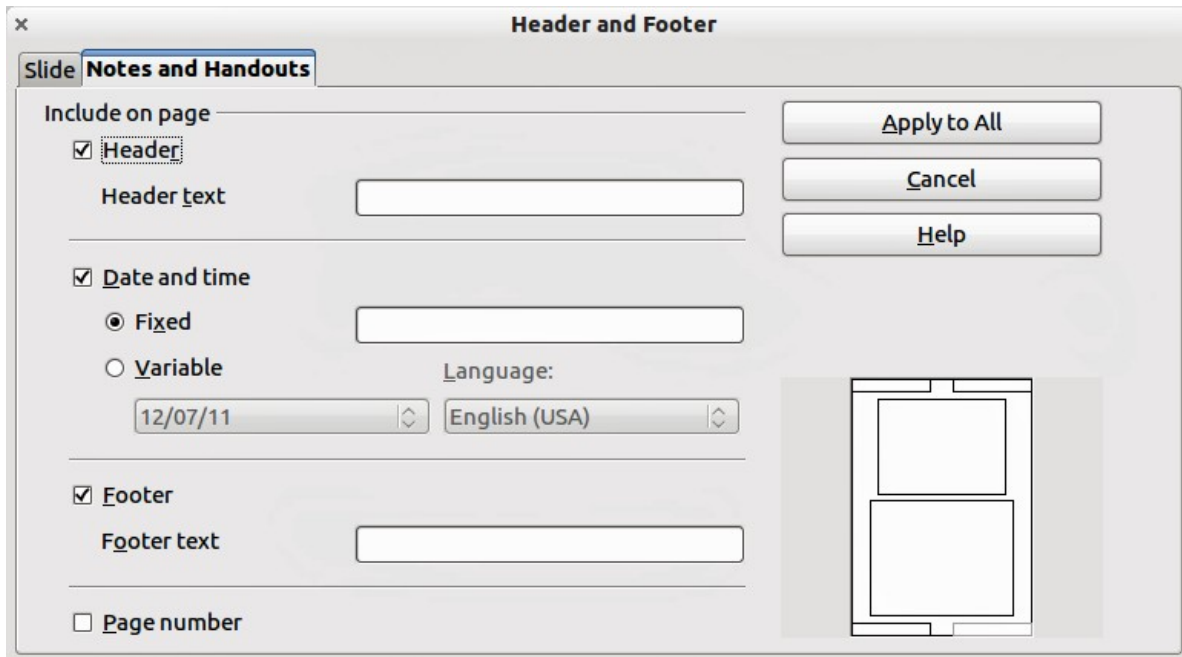 Header and Footer
Slide Notes and Handouts
Include on page
Apply to All
Header
Cancel
Header text
Help
Date and time
Fixed
Variable
Language:
12/07/11
English (USA)
Footer
Footer text
Page number